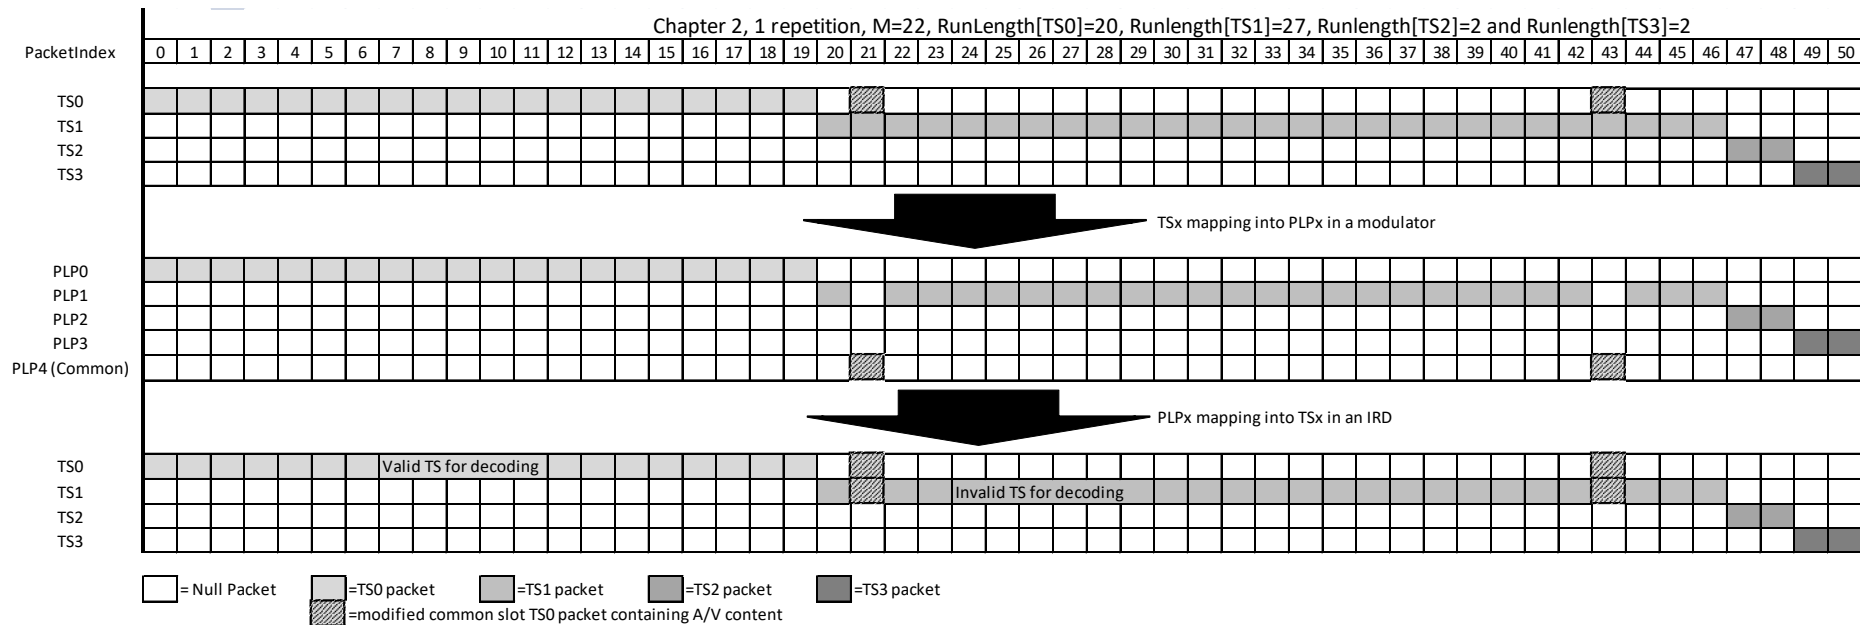 Chapter 2, 1 repetition, M=22, RunLength[TS0]=20, Runlength[TS1]=27, Runlength[TS2]=2 and Runlength[TS3]=2
PacketIndex 0 1 2 3 4 5 6 7 8 9 10 11 12 13 14 15 16 17 18 19 20 21 22 23 24 25 26 27 28 29 30 31 32 33 34 35 36 37 38 39 40 41 42 43 44 45 46 47 48 49 50
TS0
TS1
TS2
TS3
TSx mapping into PLPx in a modulator
PLP0
PLP1
PLP2
PLP3
PLP4 (Common)
PLPx mapping into TSx in an IRD
TS0 Valid TS for decoding
TS1 Invalid TS for decoding
TS2
TS3
= Null Packet =TS0 packet =TS1 packet =TS2 packet =TS3 packet
=modified common slot TS0 packet containing A/V content